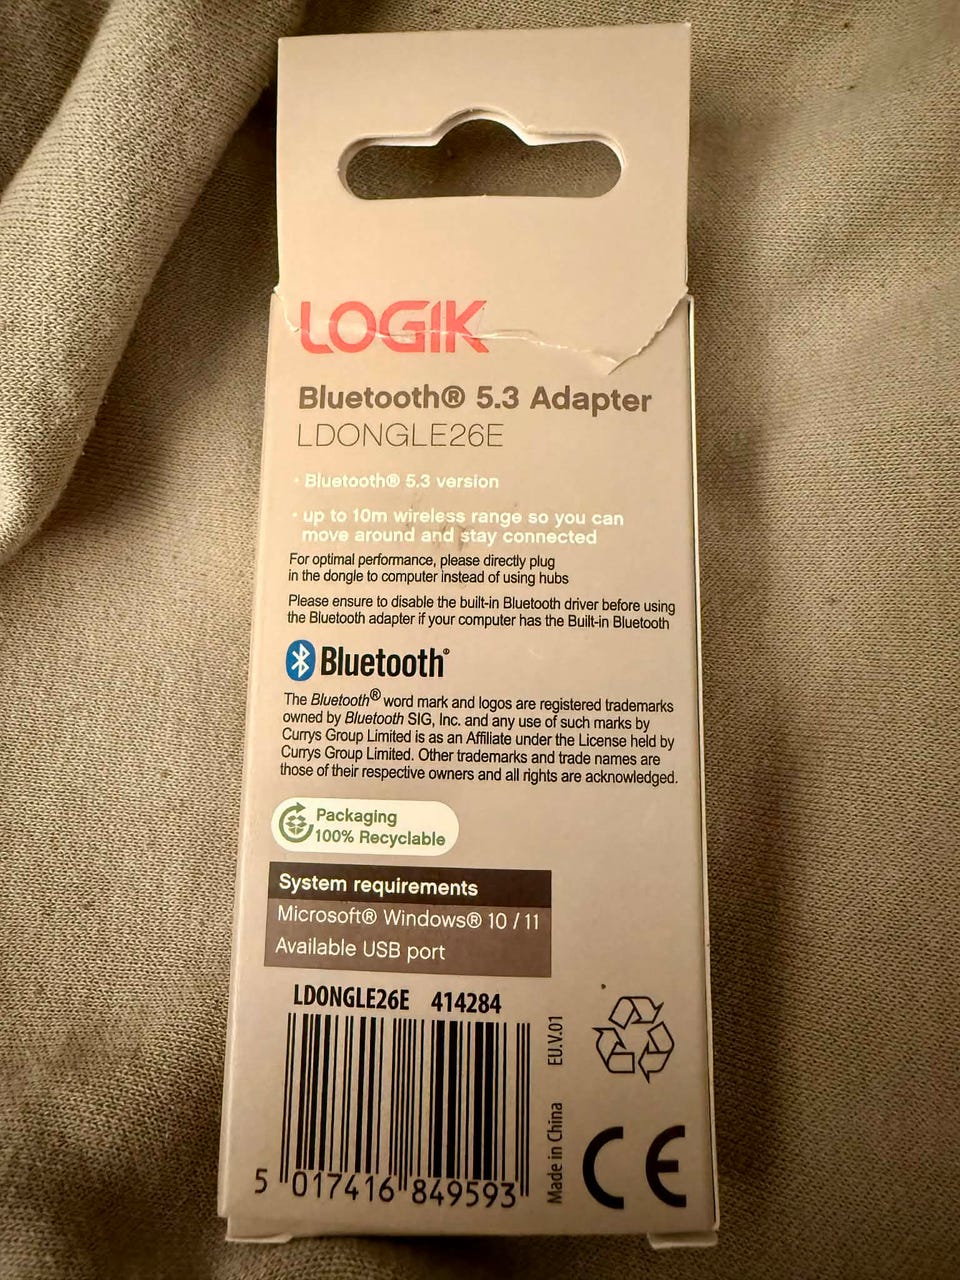 LOGIK
Bluetooth® 5.3 Adapter
LDONGLE26E
· Bluetooth® 5.3 version
· up to 10m wireless range so you can
move around and stay connected
For optimal performance, please directly plug
in the dongle to computer instead of using hubs
Please ensure to disable the built-in Bluetooth driver before using
the Bluetooth adapter if your computer has the Built-in Bluetooth
Bluetooth®
The Bluetooth® word mark and logos are registered trademarks
owned by Bluetooth SIG, Inc. and any use of such marks by
Currys Group Limited is as an Affiliate under the License held by
Currys Group Limited. Other trademarks and trade names are
those of their respective owners and all rights are acknowledged.
Packaging
100% Recyclable
System requirements
Microsoft® Windows® 10 / 11
Available USB port
LDONGLE26E 414284
5 017416 849593
EU.V.01
Made in China
CE